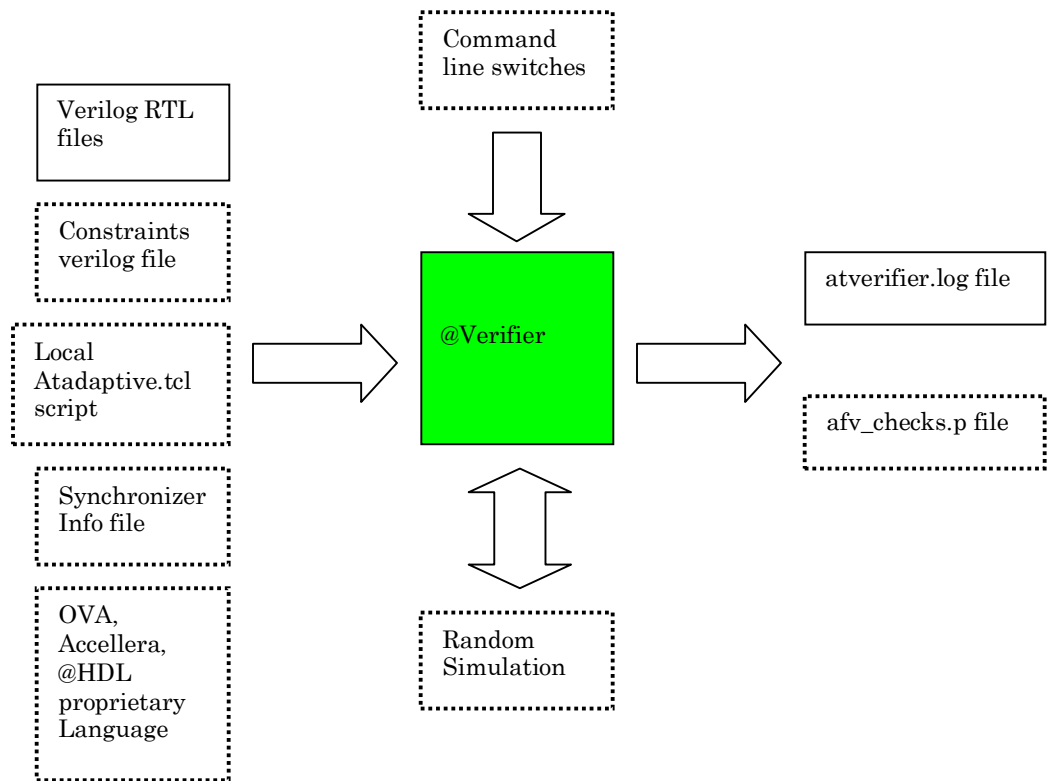 Command
line switches
Verilog RTL
files
Constraints
verilog file
Local
Atadaptive.tcl
script
Synchronizer
Info file
OVA,
Accellera,
@HDL
proprietary
Language
@Verifier
Random
Simulation
atverifier.log file
afv_checks.p file